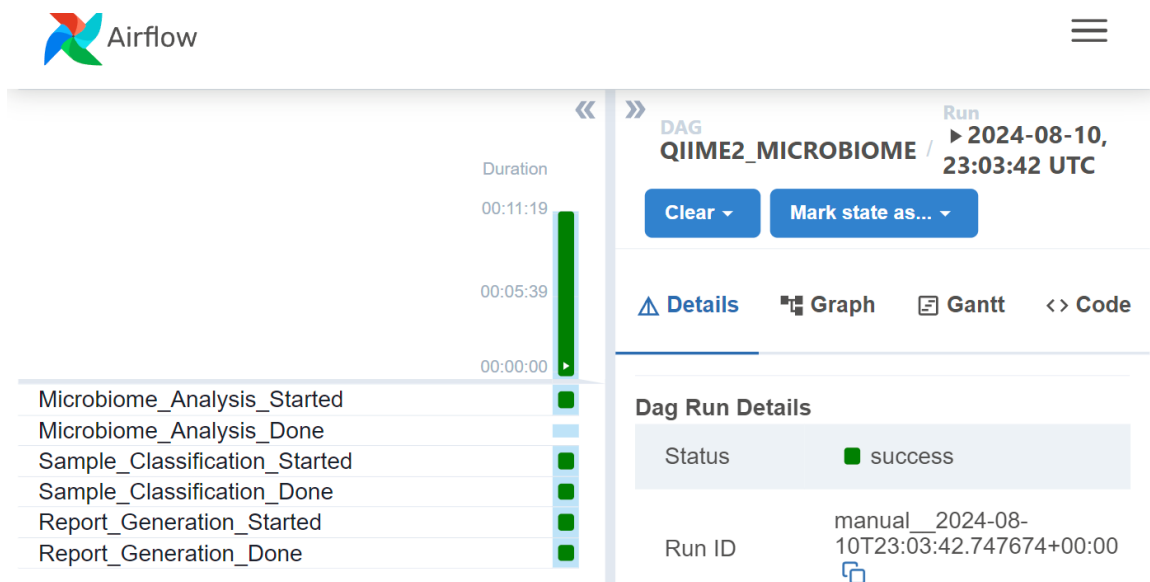 Airflow
Duration
00:11:19
00:05:39
00:00:00
Microbiome_Analysis_Started
Microbiome_Analysis_Done
Sample_Classification_Started
Sample_Classification_Done
Report_Generation_Started
Report_Generation_Done
DAG
QIIME2_MICROBIOME /
Run
2024-08-10,
23:03:42 UTC
Clear
Mark state as...
Details
Graph
Gantt
<> Code
Dag Run Details
Status
success
Run ID
manual__2024-08-
10T23:03:42.747674+00:00